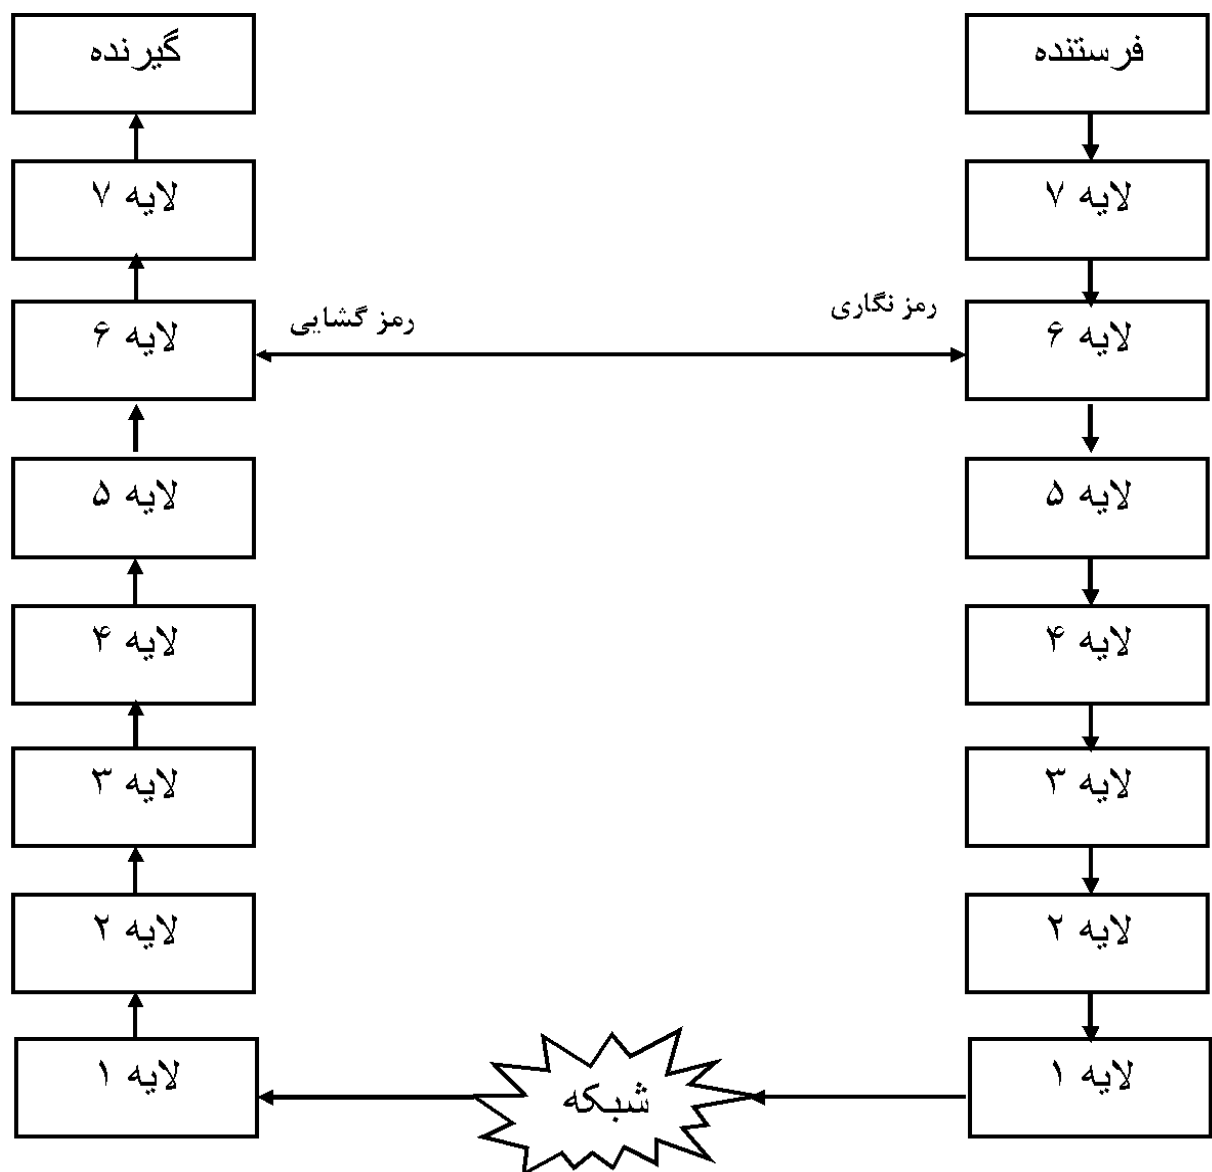 فرستنده
گیرنده
لایه ۷
لایه ۷
رمز نگاری
رمز گشایی
لایه ۶
لایه ۶
لایه ۵
لایه ۵
لایه ۴
لایه ۴
لایه ۳
لایه ۳
لایه ۲
لایه ۲
لایه ۱
شبکه
لایه ۱